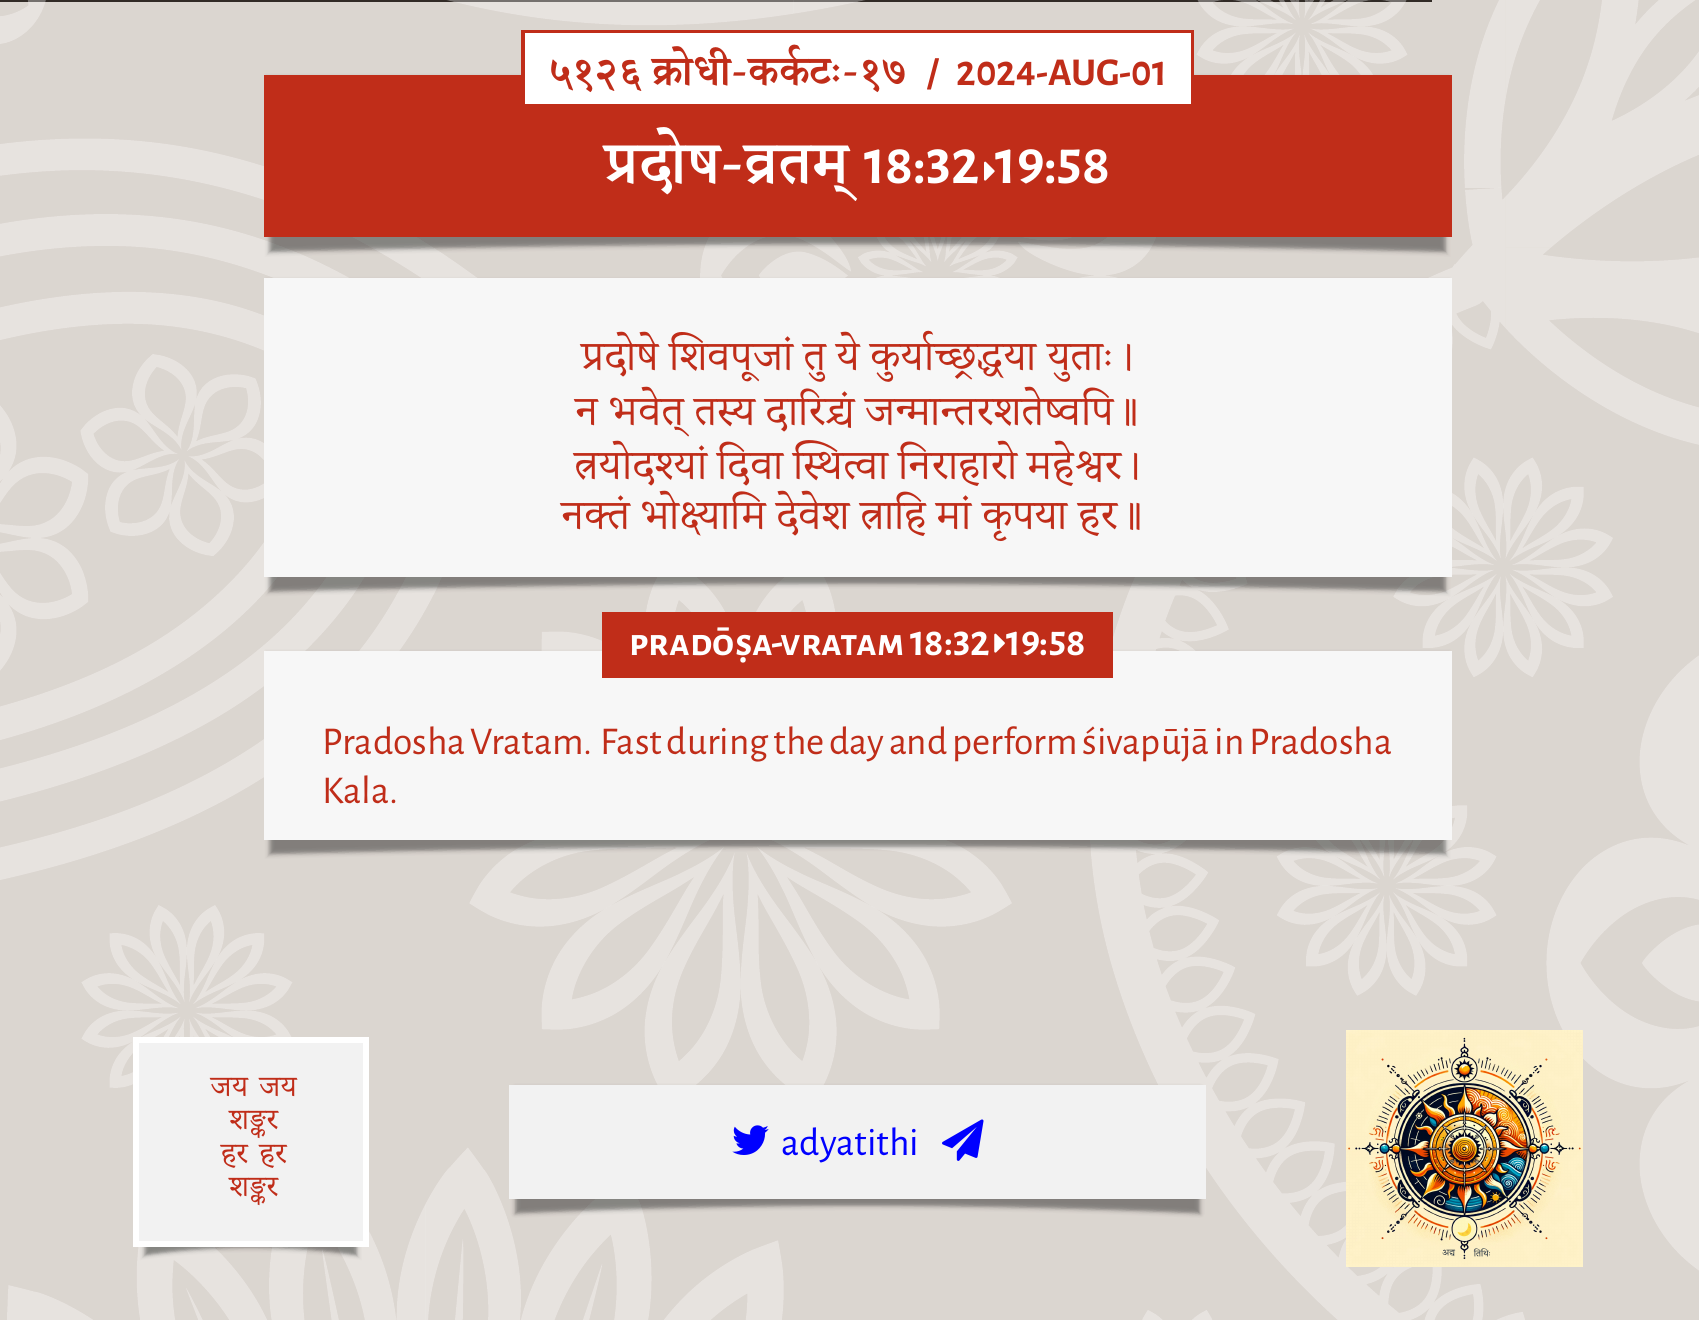 ५१२६ क्रोधी-कर्कटः-१७ / 2024-AUG-01
प्रदोष-व्रतम् 18:32▸19:58
प्रदोषे शिवपूजां तु ये कुर्याच्छ्रद्धया युताः।
न भवेत् तस्य दारिद्र्यं जन्मान्तरशतेष्वपि॥
त्रयोदश्यां दिवा स्थित्वा निराहारो महेश्वर।
नक्तं भोक्ष्यामि देवेश त्राहि मां कृपया हर॥
PRADŌṢA-VRATAM 18:32▸19:58
Pradosha Vratam. Fast during the day and perform śivapūjā in Pradosha
Kala.
जय जय
शङ्कर
हर हर
शङ्कर
adyatithi
अद्य तिथिः